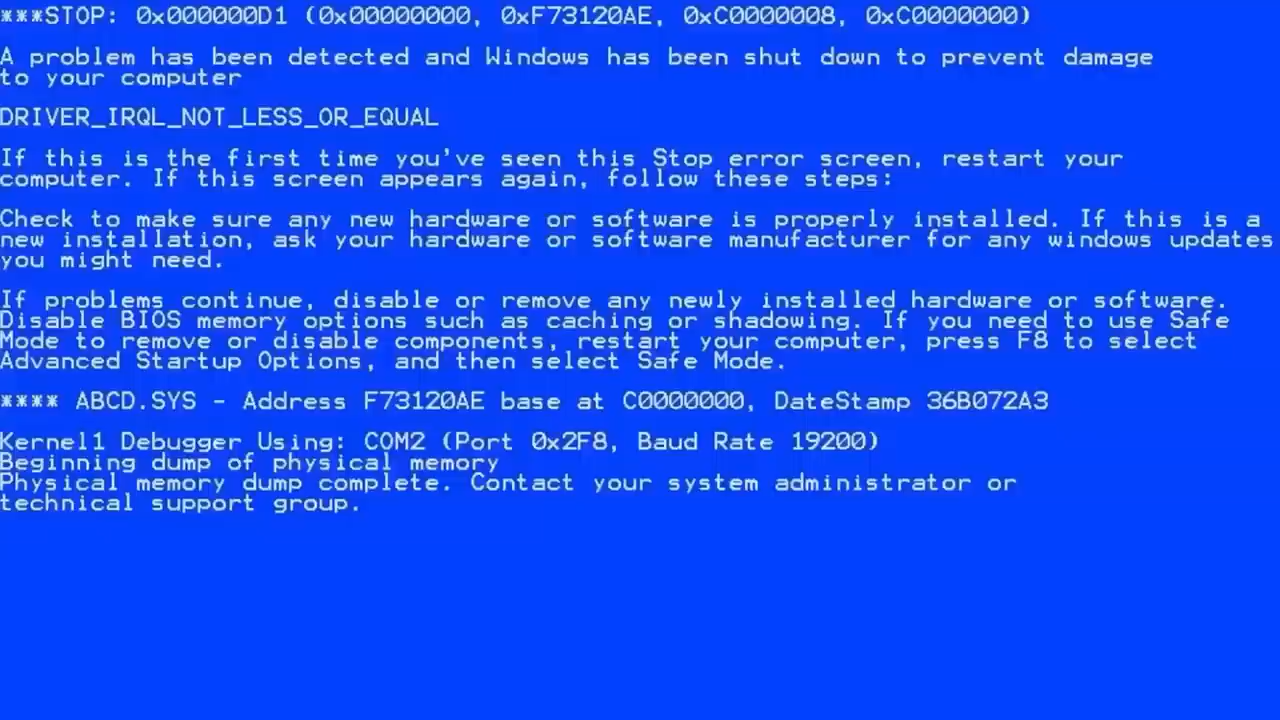 ***STOP: 0x000000D1 (0x00000000, 0xF73120AE, 0xC0000008, 0xC0000000)
A problem has been detected and Windows has been shut down to prevent damage
to your computer
DRIVER_IRQL_NOT_LESS_OR_EQUAL
If this is the first time you've seen this Stop error screen, restart your
computer. If this screen appears again, follow these steps:
Check to make sure any new hardware or software is properly installed. If this is a
new installation, ask your hardware or software manufacturer for any windows updates
you might need.
If problems continue, disable or remove any newly installed hardware or software.
Disable BIOS memory options such as caching or shadowing. If you need to use Safe
Mode to remove or disable components, restart your computer, press F8 to select
Advanced Startup Options, and then select Safe Mode.
**** ABCD.SYS - Address F73120AE base at C0000000, DateStamp 36B072A3
Kernel1 Debugger Using: COM2 (Port 0x2F8, Baud Rate 19200)
Beginning dump of physical memory
Physical memory dump complete. Contact your system administrator or
technical support group.